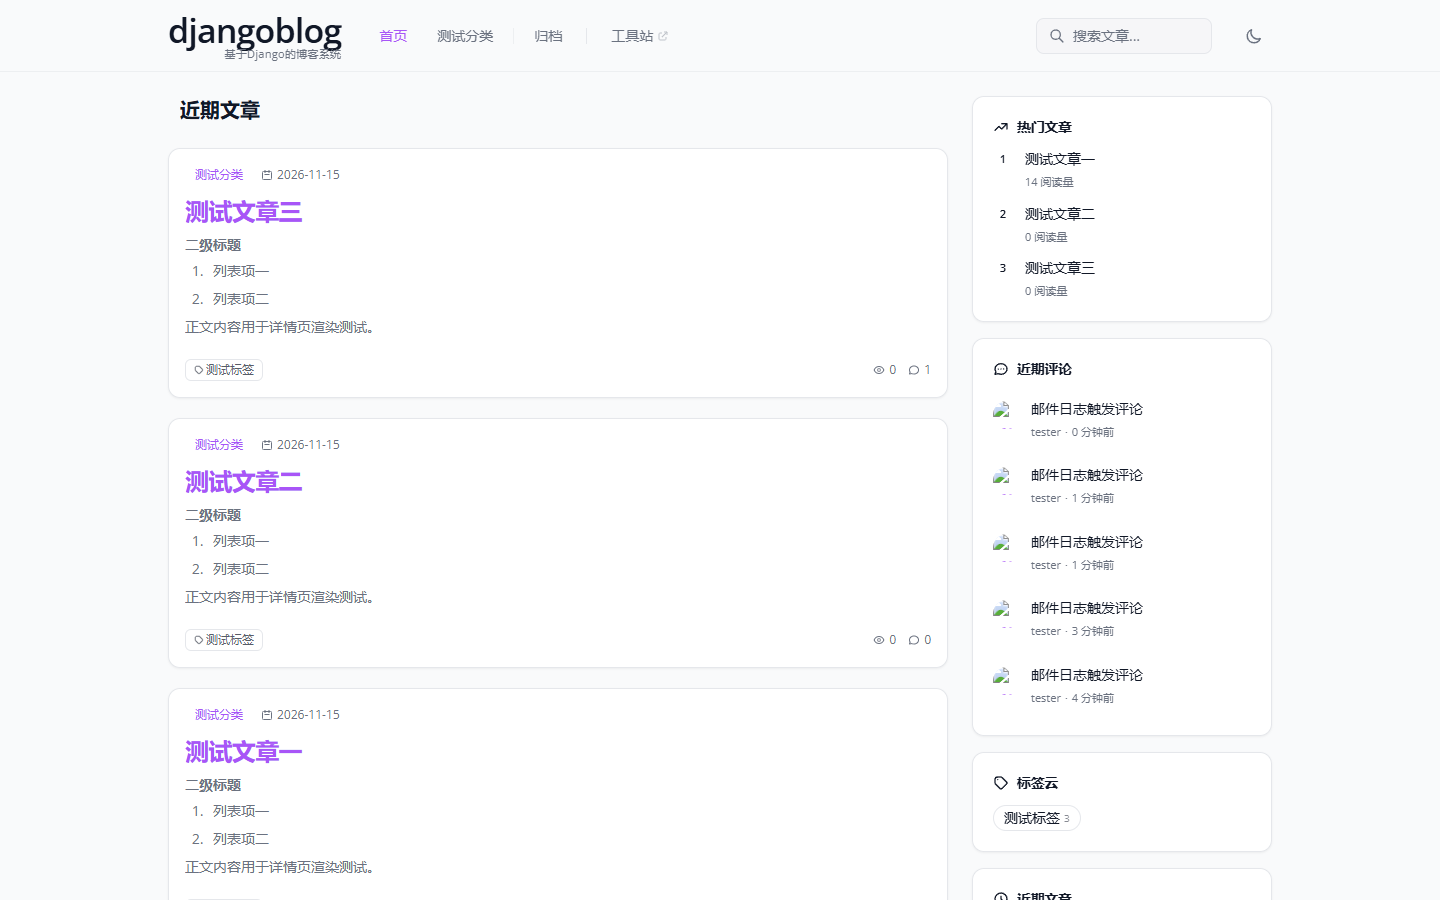 djangoblog
基于Django的博客系统
首页
测试分类
归档
工具站
搜索文章...
近期文章
测试分类 2026-11-15
测试文章三
二级标题
1. 列表项一
2. 列表项二
正文内容用于详情页渲染测试。
测试标签
0 1
测试分类 2026-11-15
测试文章二
二级标题
1. 列表项一
2. 列表项二
正文内容用于详情页渲染测试。
测试标签
0 0
测试分类 2026-11-15
测试文章一
二级标题
1. 列表项一
2. 列表项二
正文内容用于详情页渲染测试。
热门文章
1 测试文章一
14 阅读量
2 测试文章二
0 阅读量
3 测试文章三
0 阅读量
近期评论
邮件日志触发评论
tester · 0 分钟前
邮件日志触发评论
tester · 1 分钟前
邮件日志触发评论
tester · 1 分钟前
邮件日志触发评论
tester · 3 分钟前
邮件日志触发评论
tester · 4 分钟前
标签云
测试标签 3
近期文章